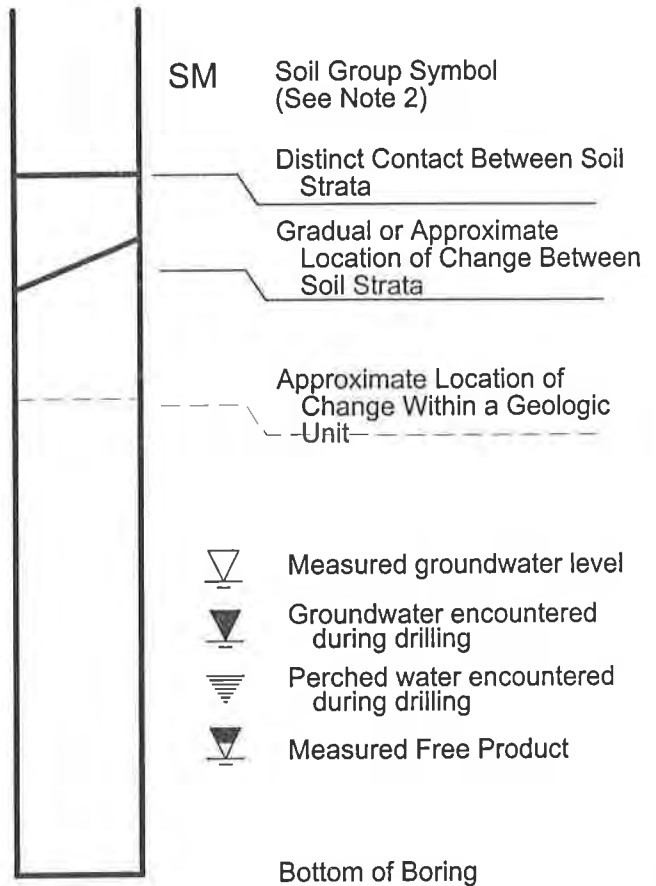 SM Soil Group Symbol
(See Note 2)
Distinct Contact Between Soil
Strata
Gradual or Approximate
Location of Change Between
Soil Strata
Approximate Location of
Change Within a Geologic
Unit
Measured groundwater level
Groundwater encountered
during drilling
Perched water encountered
during drilling
Measured Free Product
Bottom of Boring